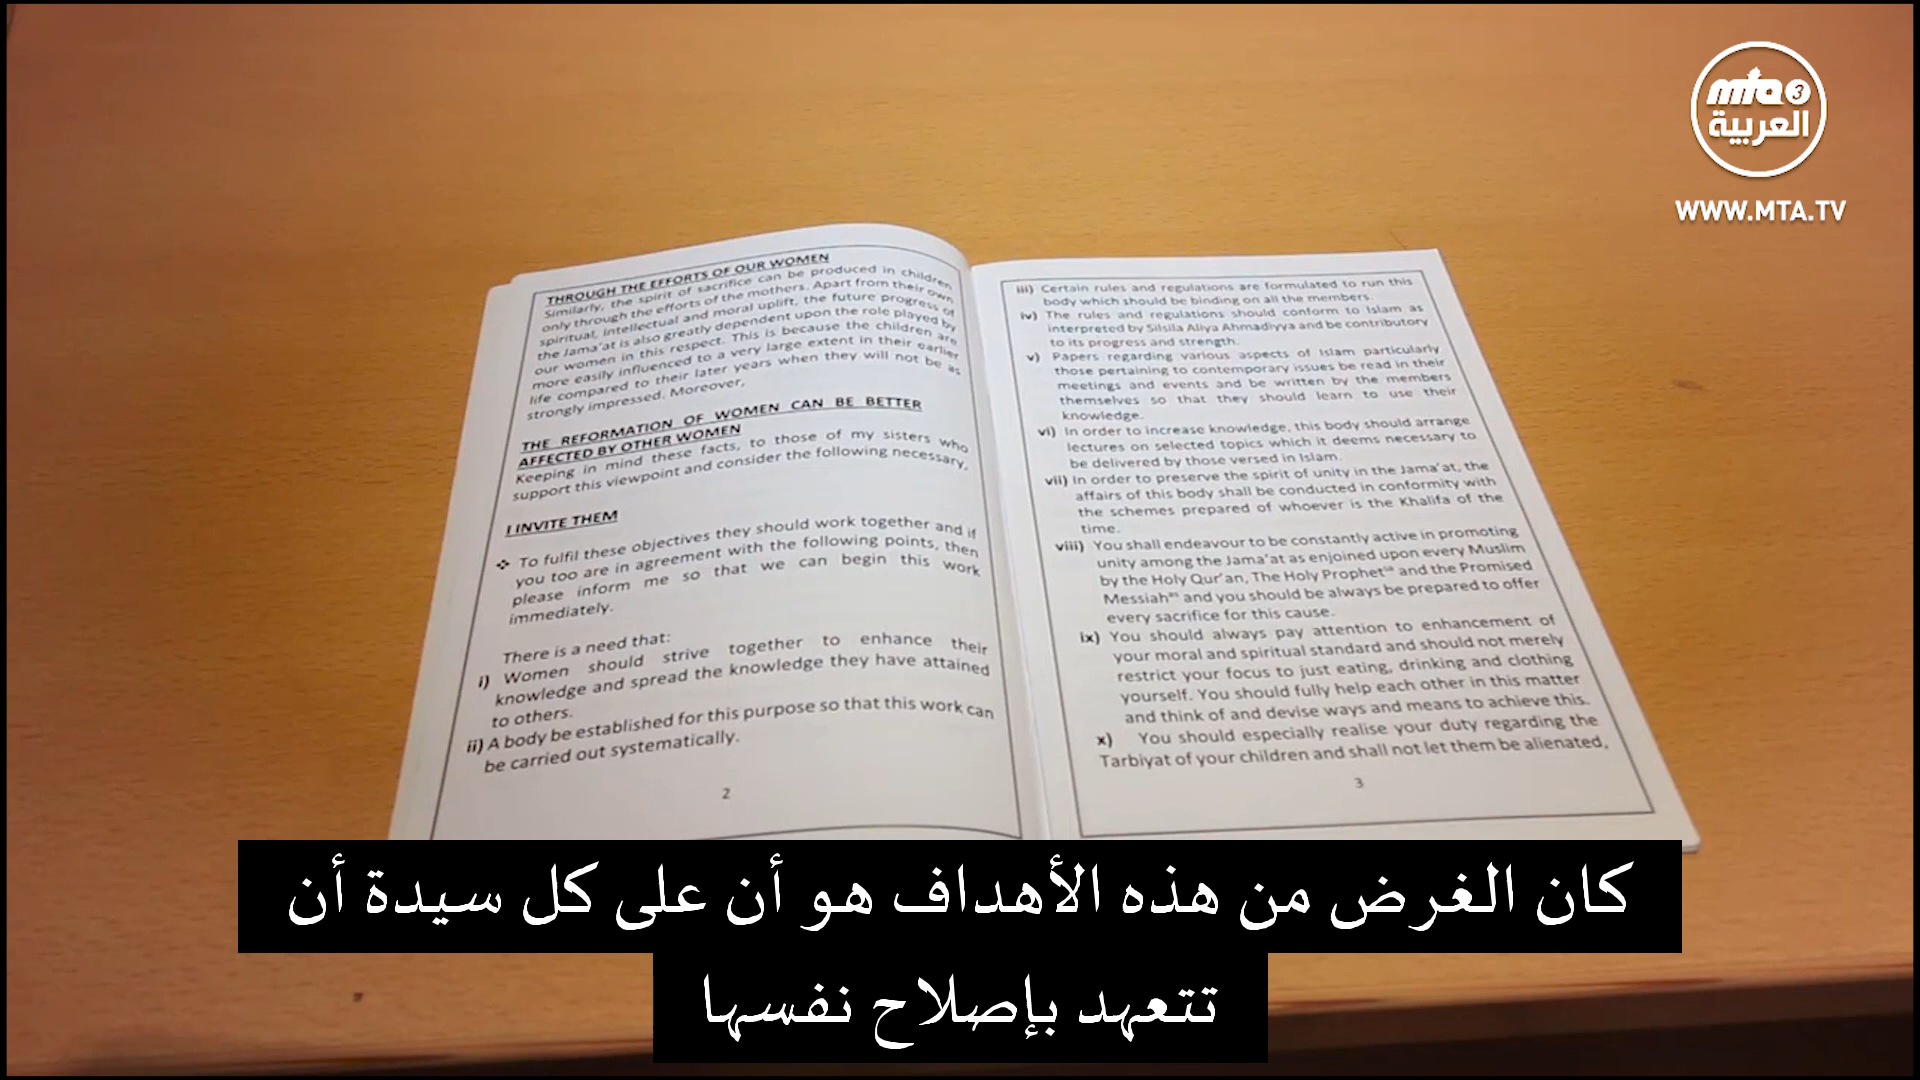 mta3
العربية
WWW.MTA.TV
THROUGH THE EFFORTS OF OUR WOMEN
Similarly, the spirit of sacrifice can be produced in children
only through the efforts of the mothers. Apart from their own
spiritual, intellectual and moral uplift, the future progress of
the Jama'at is also greatly dependent upon the role played by
our women in this respect. This is because the children are
more easily influenced to a very large extent in their earlier
life compared to their later years when they will not be as
strongly impressed. Moreover,
THE REFORMATION OF WOMEN CAN BE BETTER
AFFECTED BY OTHER WOMEN
Keeping in mind these facts, to those of my sisters who
support this viewpoint and consider the following necessary,
I INVITE THEM
❖ To fulfil these objectives they should work together and if
you too are in agreement with the following points, then
please inform me so that we can begin this work
immediately.
There is a need that:
i) Women should strive together to enhance their
knowledge and spread the knowledge they have attained
to others.
ii) A body be established for this purpose so that this work can
be carried out systematically.
2
iii) Certain rules and regulations are formulated to run this
body which should be binding on all the members.
iv) The rules and regulations should conform to Islam as
interpreted by Silsila Aliya Ahmadiyya and be contributory
to its progress and strength.
v) Papers regarding various aspects of Islam particularly
those pertaining to contemporary issues be read in their
meetings and events and be written by the members
themselves so that they should learn to use their
knowledge.
vi) In order to increase knowledge, this body should arrange
lectures on selected topics which it deems necessary to
be delivered by those versed in Islam.
vii) In order to preserve the spirit of unity in the Jama'at, the
affairs of this body shall be conducted in conformity with
the schemes prepared of whoever is the Khalifa of the
time.
viii) You shall endeavour to be constantly active in promoting
unity among the Jama'at as enjoined upon every Muslim
by the Holy Qur'an, The Holy Prophetsa and the Promised
Messiahas and you should be always be prepared to offer
every sacrifice for this cause.
ix) You should always pay attention to enhancement of
your moral and spiritual standard and should not merely
restrict your focus to just eating, drinking and clothing
yourself. You should fully help each other in this matter
and think of and devise ways and means to achieve this.
x) You should especially realise your duty regarding the
Tarbiyat of your children and shall not let them be alienated,
3
كان الغرض من هذه الأهداف هو أن على كل سيدة أن
تتعهد بإصلاح نفسها